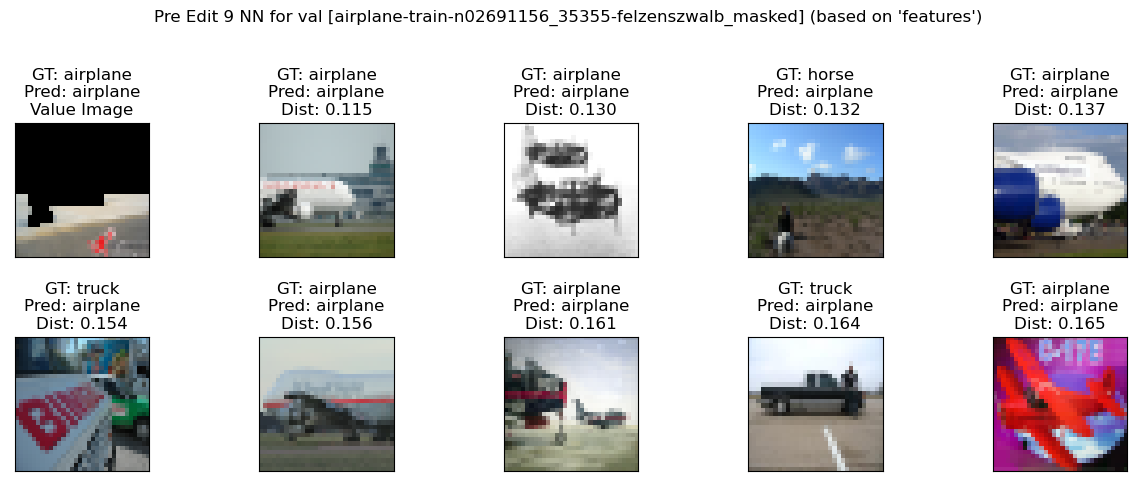 Pre Edit 9 NN for val [airplane-train-n02691156_35355-felzenszwalb_masked] (based on 'features')
GT: airplane
Pred: airplane
Value Image
GT: airplane
Pred: airplane
Dist: 0.115
GT: airplane
Pred: airplane
Dist: 0.130
GT: horse
Pred: airplane
Dist: 0.132
GT: airplane
Pred: airplane
Dist: 0.137
GT: truck
Pred: airplane
Dist: 0.154
GT: airplane
Pred: airplane
Dist: 0.156
GT: airplane
Pred: airplane
Dist: 0.161
GT: truck
Pred: airplane
Dist: 0.164
GT: airplane
Pred: airplane
Dist: 0.165